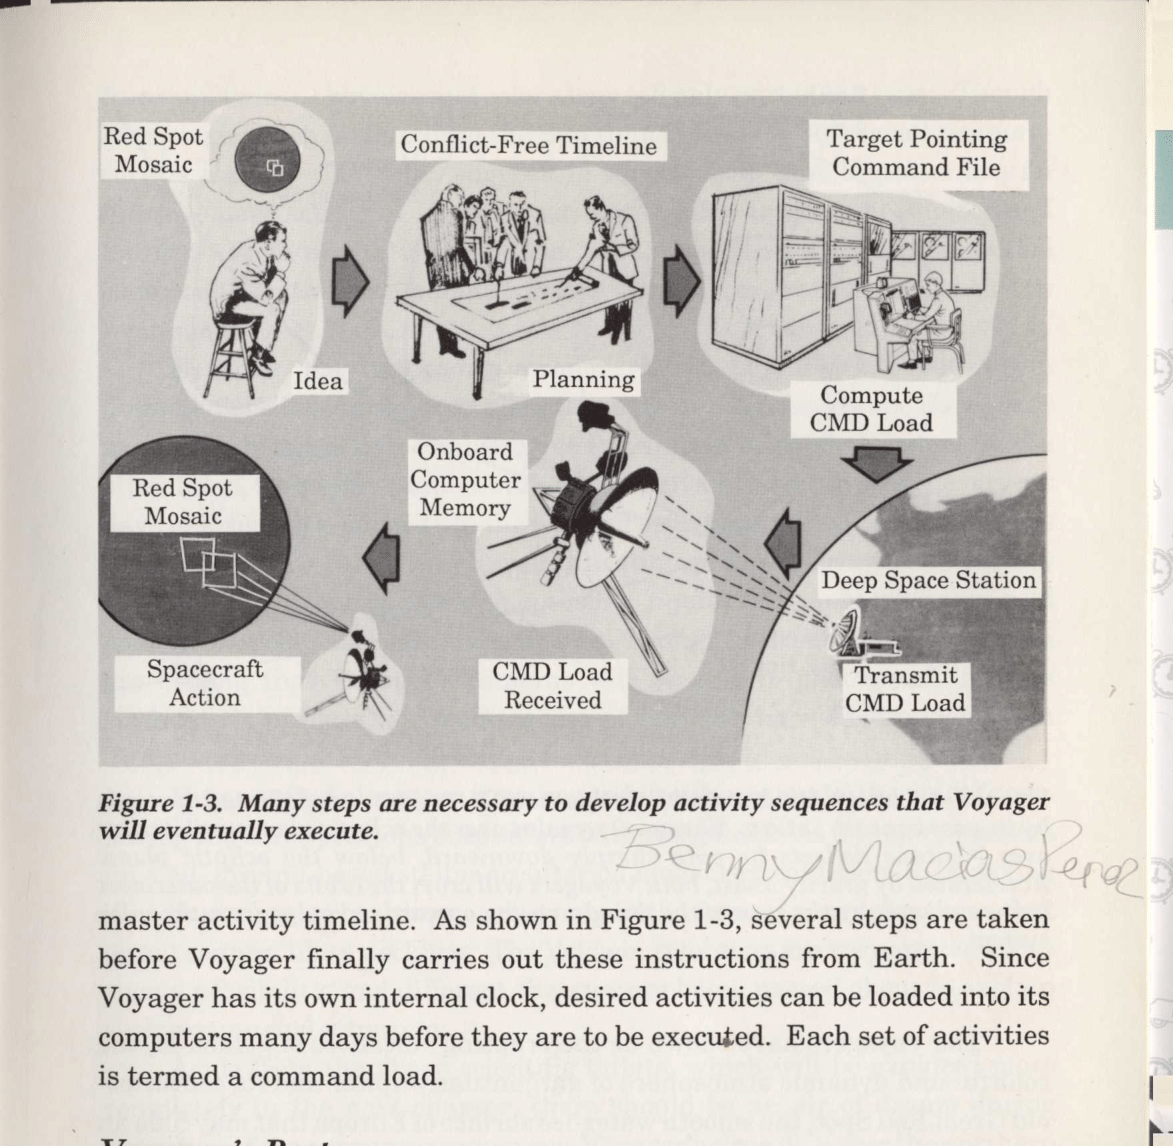 Red Spot
Mosaic
Conflict-Free Timeline
Target Pointing
Command File
Idea
Planning
Compute
CMD Load
Onboard
Computer
Memory
Red Spot
Mosaic
Deep Space Station
Spacecraft
Action
CMD Load
Received
Transmit
CMD Load
Figure 1-3. Many steps are necessary to develop activity sequences that Voyager
will eventually execute.
Benny Macias Perez
master activity timeline. As shown in Figure 1-3, several steps are taken
before Voyager finally carries out these instructions from Earth. Since
Voyager has its own internal clock, desired activities can be loaded into its
computers many days before they are to be executed. Each set of activities
is termed a command load.